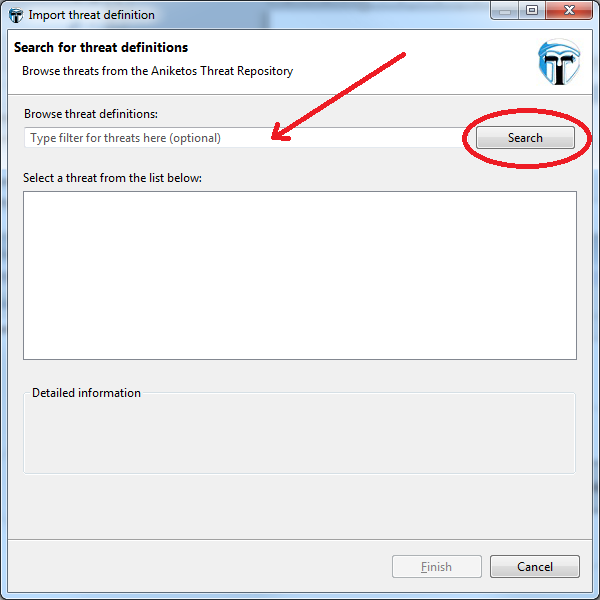 Import threat definition
Search for threat definitions
Browse threats from the Aniketos Threat Repository
Browse threat definitions:
Type filter for threats here (optional)
Search
Select a threat from the list below:
Detailed information
Finish
Cancel